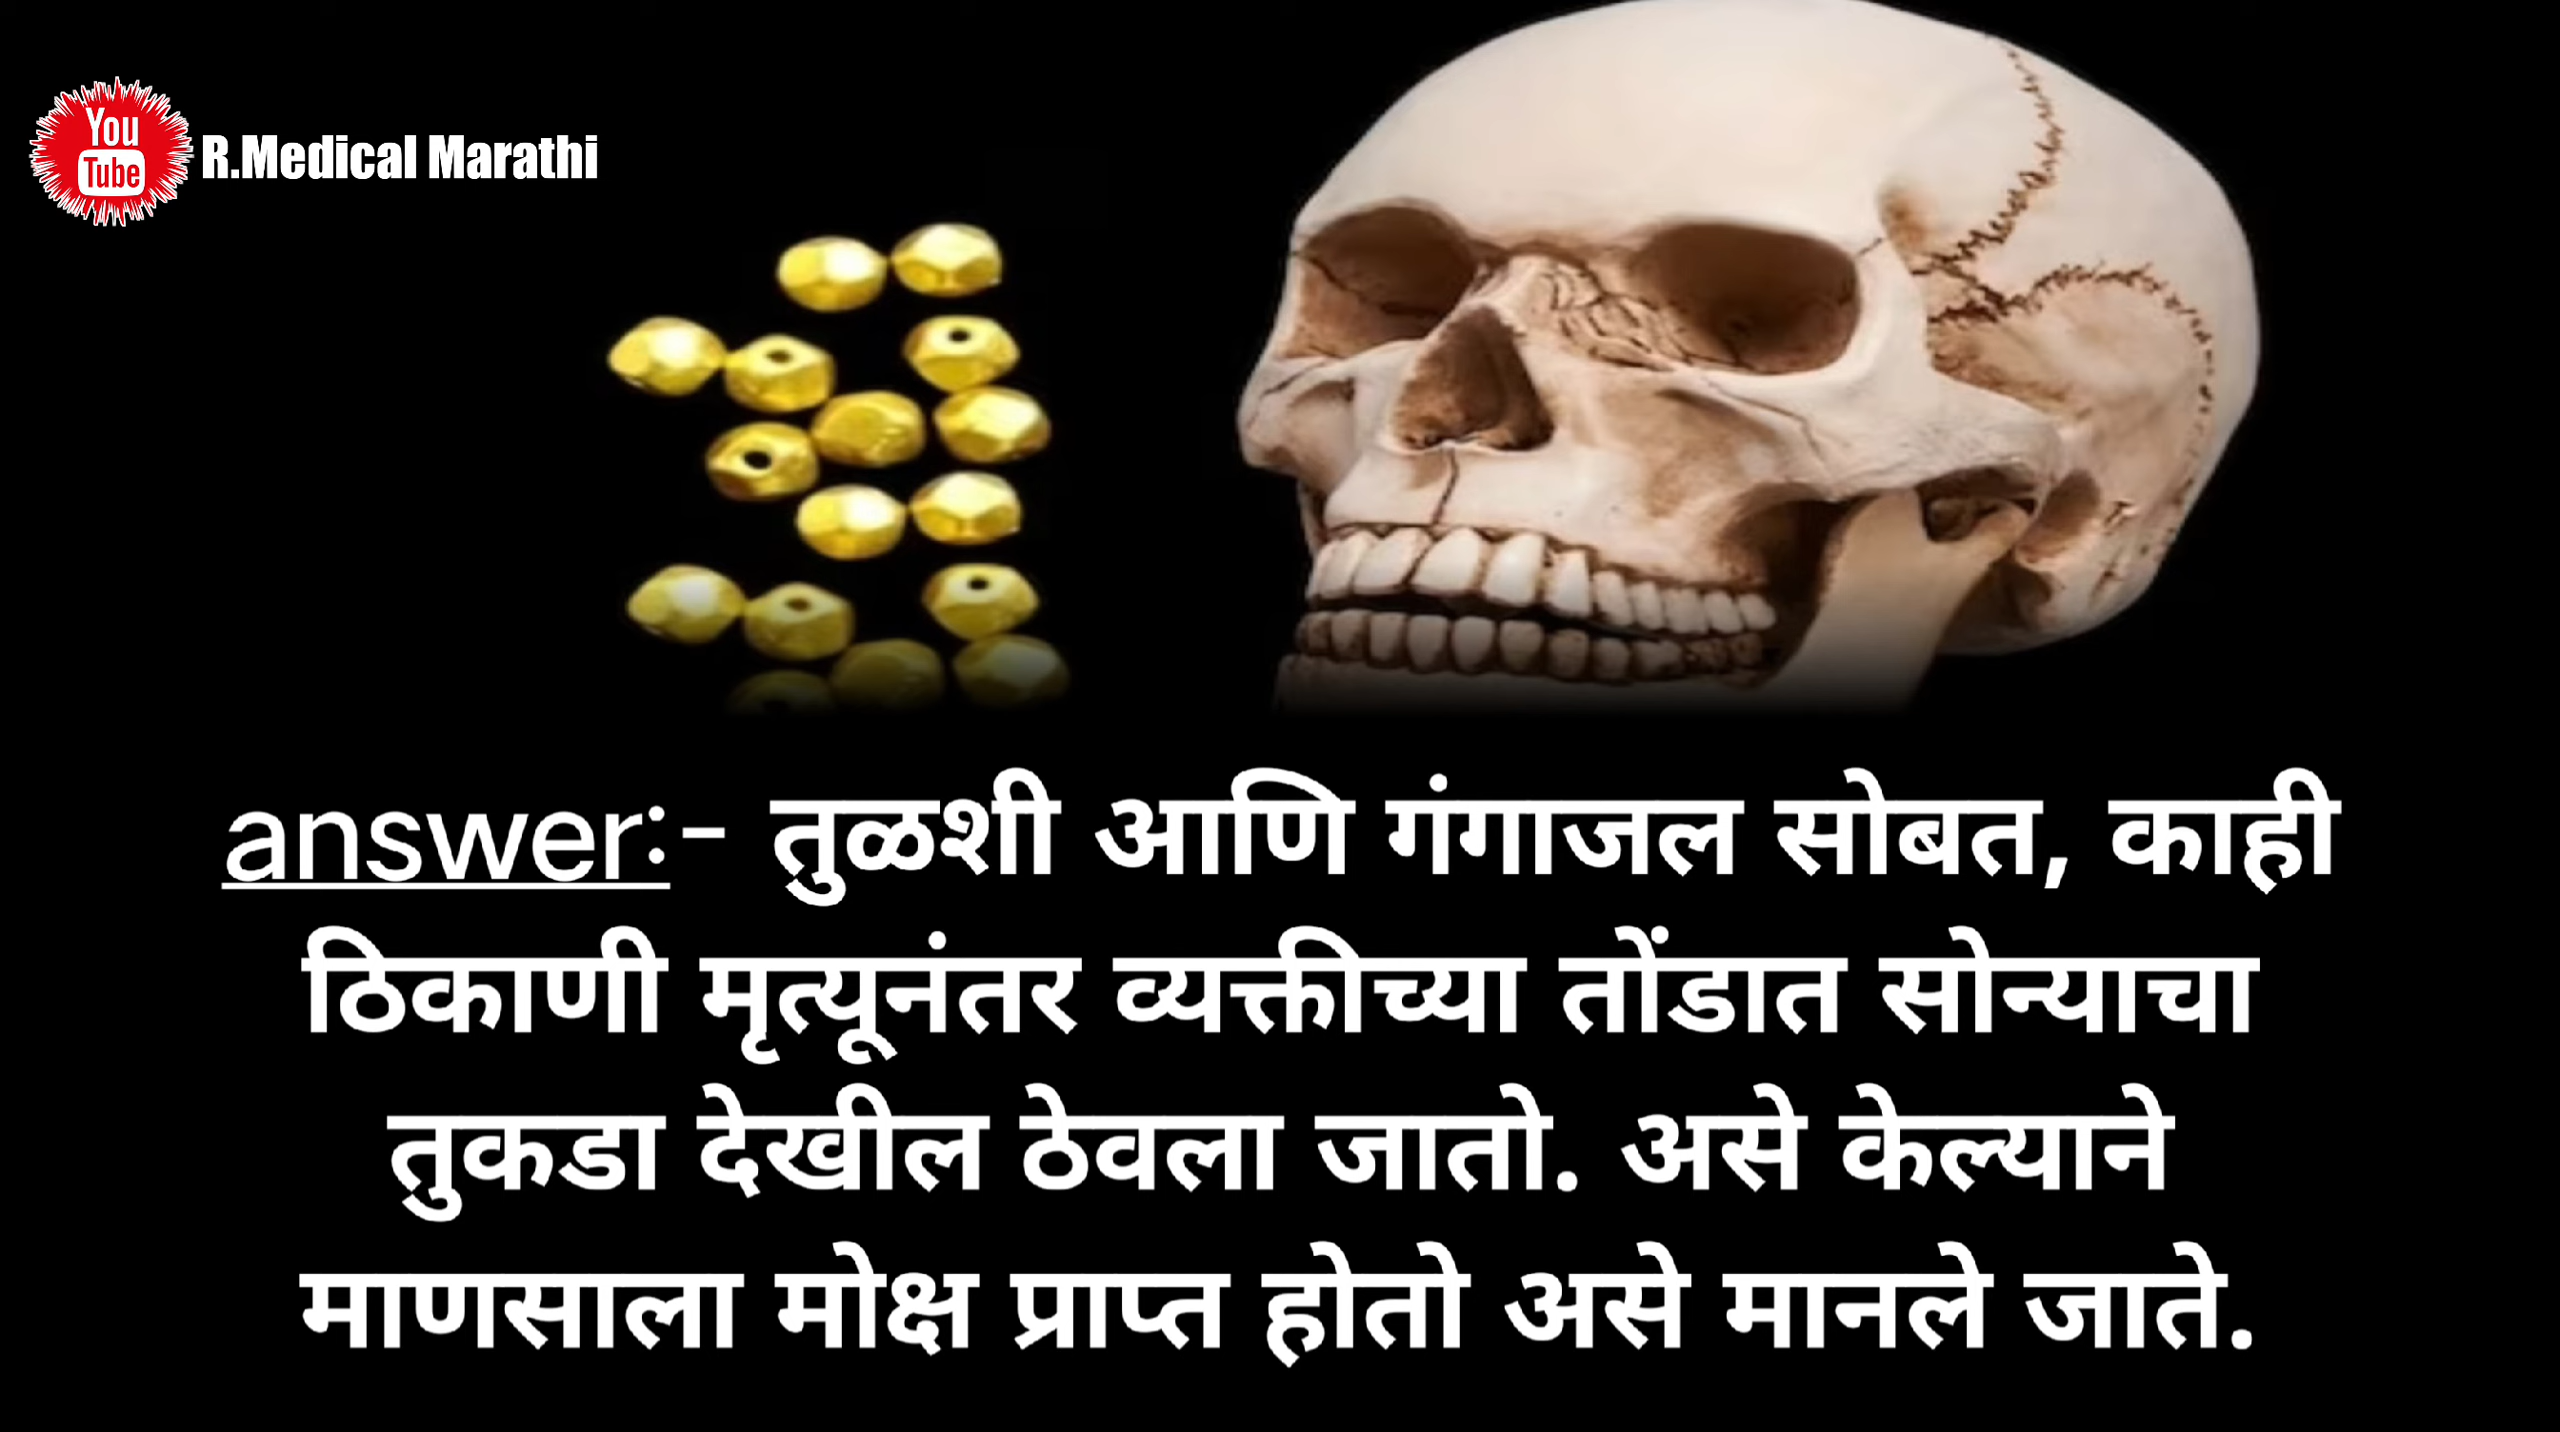 You
Tube
R.Medical Marathi
answer:- तुळशी आणि गंगाजल सोबत, काही
ठिकाणी मृत्यूनंतर व्यक्तीच्या तोंडात सोन्याचा
तुकडा देखील ठेवला जातो. असे केल्याने
माणसाला मोक्ष प्राप्त होतो असे मानले जाते.